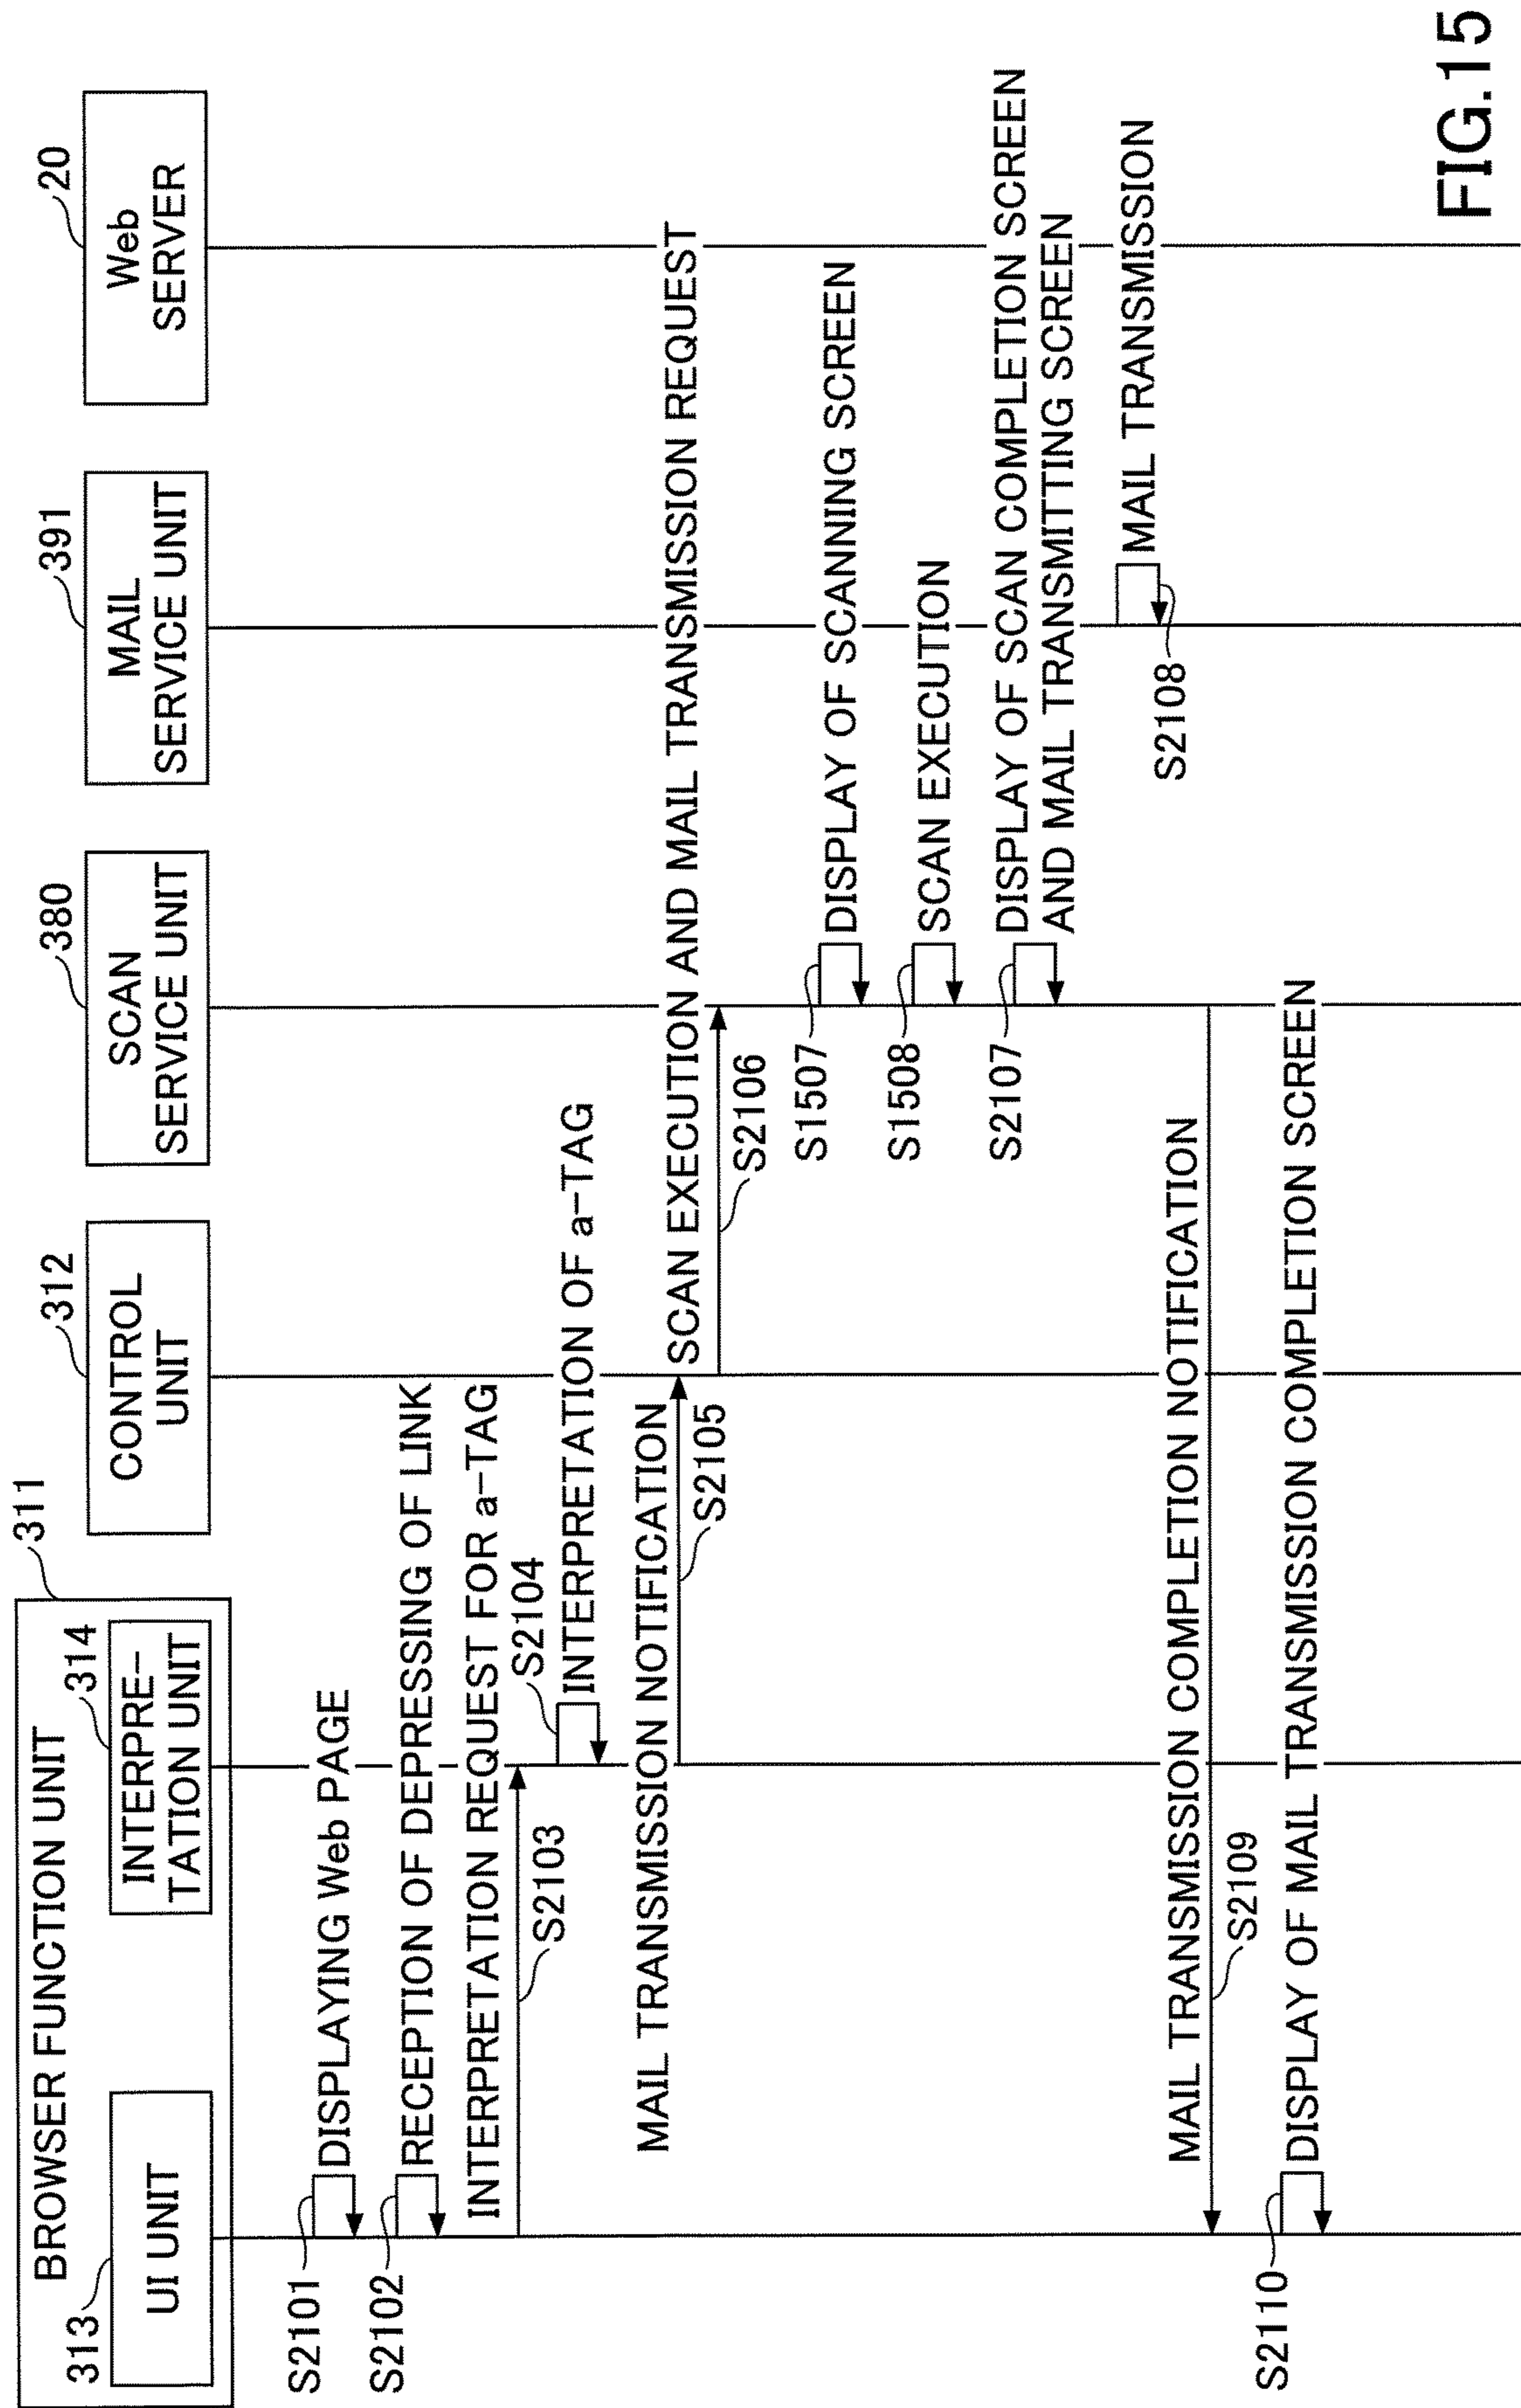 BROWSER FUNCTION UNIT
311
313
UI UNIT
314
INTERPRE-
TATION UNIT
312
CONTROL
UNIT
380
SCAN
SERVICE UNIT
391
MAIL
SERVICE UNIT
20
Web
SERVER
S2101
DISPLAYING Web PAGE
S2102
RECEPTION OF DEPRESSING OF LINK
INTERPRETATION REQUEST FOR a-TAG
S2103
S2104
INTERPRETATION OF a-TAG
MAIL TRANSMISSION NOTIFICATION
S2105
SCAN EXECUTION AND MAIL TRANSMISSION REQUEST
S2106
S1507
DISPLAY OF SCANNING SCREEN
S1508
SCAN EXECUTION
S2107
DISPLAY OF SCAN COMPLETION SCREEN
AND MAIL TRANSMITTING SCREEN
S2108
MAIL TRANSMISSION
MAIL TRANSMISSION COMPLETION NOTIFICATION
S2109
S2110
DISPLAY OF MAIL TRANSMISSION COMPLETION SCREEN
FIG.15